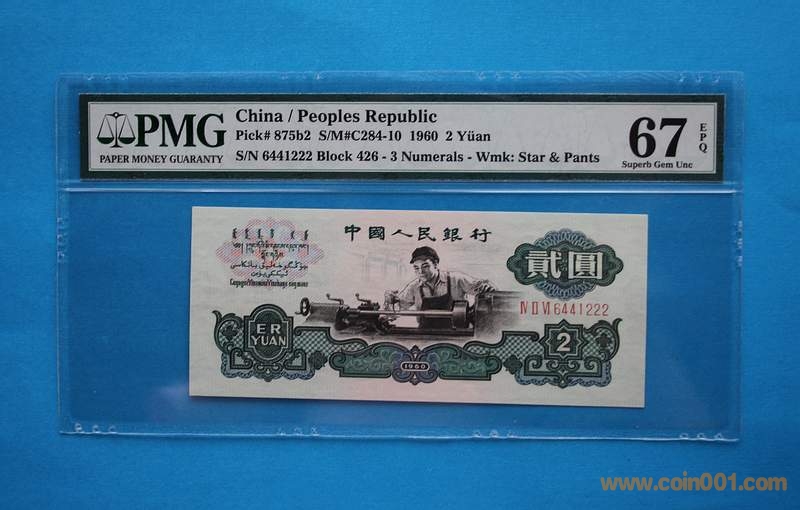 PMG
PAPER MONEY GUARANTY
China / Peoples Republic
Pick# 875b2 S/M#C284-10 1960 2 Yüan
S/N 6441222 Block 426 - 3 Numerals - Wmk: Star & Pants
67
EPQ
Superb Gem Unc
中國人民銀行
貳圓
Ⅳ Ⅱ Ⅵ 6441222
ER
YUAN
2
1960
www.coin001.com